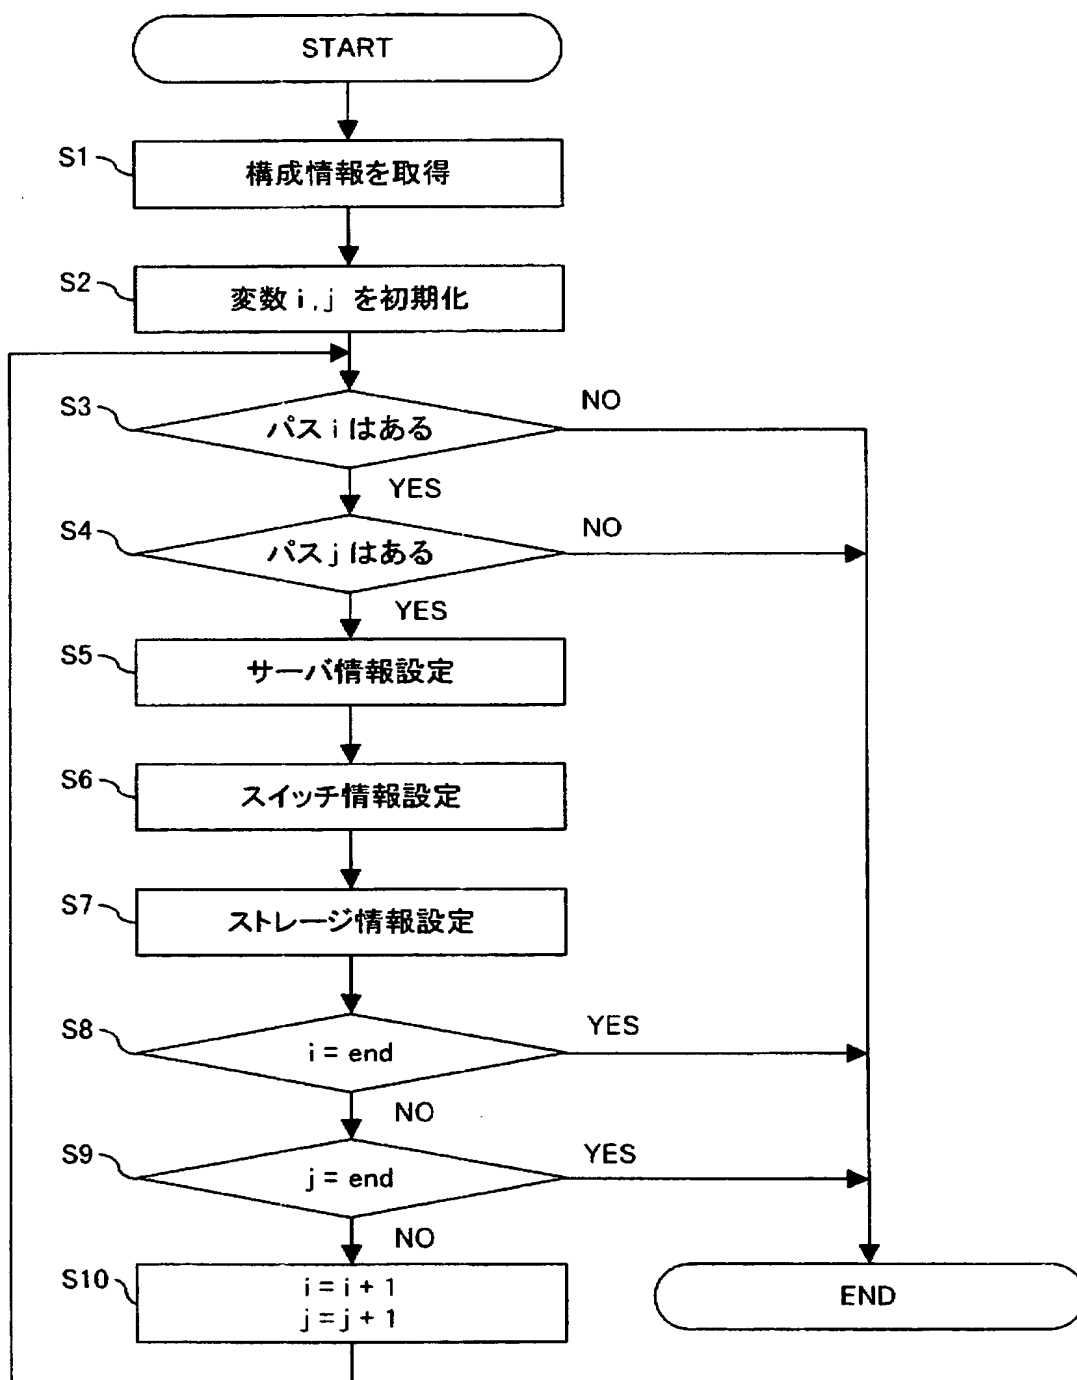 START
S1
構成情報を取得
S2
変数 i, j を初期化
S3
パス i はある
NO
YES
S4
パス j はある
NO
YES
S5
サーバ情報設定
S6
スイッチ情報設定
S7
ストレージ情報設定
S8
i = end
YES
NO
S9
j = end
YES
NO
S10
i = i + 1
j = j + 1
END